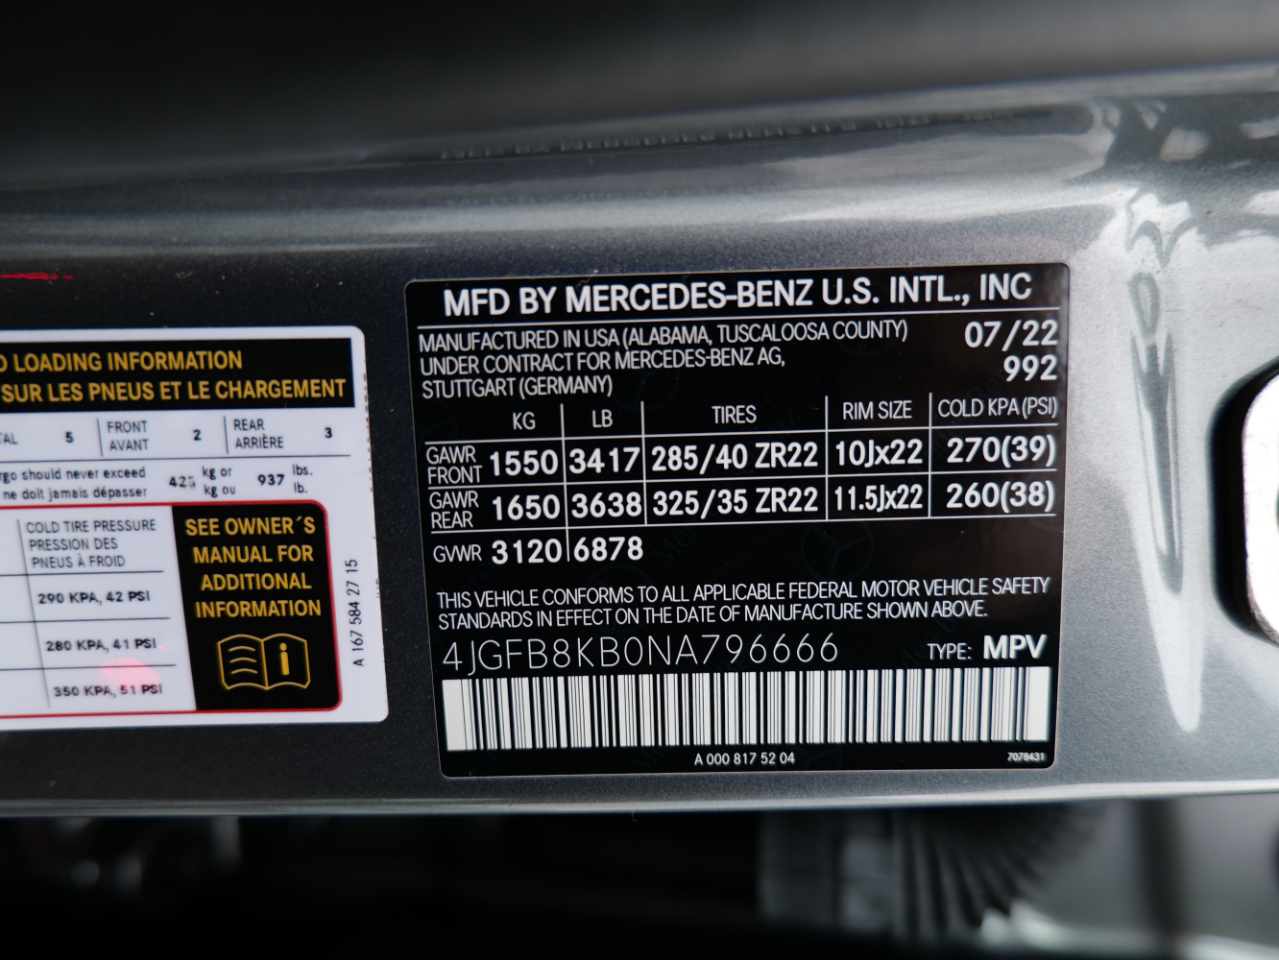 LOADING INFORMATION
SUR LES PNEUS ET LE CHARGEMENT
5 FRONT AVANT 2 REAR ARRIÈRE 3
should never exceed kg or 937 lbs.
ne doit jamais dépasser kg ou lb.
COLD TIRE PRESSURE
PRESSION DES
PNEUS À FROID
290 KPA, 42 PSI
280 KPA, 41 PSI
350 KPA, 51 PSI
SEE OWNER´S
MANUAL FOR
ADDITIONAL
INFORMATION
A 167 584 27 15
MFD BY MERCEDES-BENZ U.S. INTL., INC
MANUFACTURED IN USA (ALABAMA, TUSCALOOSA COUNTY) 07/22
UNDER CONTRACT FOR MERCEDES-BENZ AG, 992
STUTTGART (GERMANY)
KG LB TIRES RIM SIZE COLD KPA(PSI)
GAWR FRONT 1550 3417 285/40 ZR22 10Jx22 270(39)
GAWR REAR 1650 3638 325/35 ZR22 11.5Jx22 260(38)
GVWR 3120 6878
THIS VEHICLE CONFORMS TO ALL APPLICABLE FEDERAL MOTOR VEHICLE SAFETY
STANDARDS IN EFFECT ON THE DATE OF MANUFACTURE SHOWN ABOVE.
4JGFB8KB0NA796666 TYPE: MPV
A 000 817 52 04 7078431